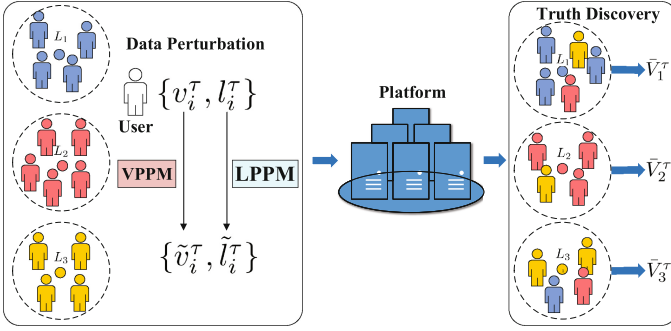 Data Perturbation
L₁
User
{v_i^τ, l_i^τ}
L₂
VPPM
LPPM
{ṽ_i^τ, l̃_i^τ}
L₃
Platform
Truth Discovery
L₁
V̄₁^τ
L₂
V̄₂^τ
L₃
V̄₃^τ